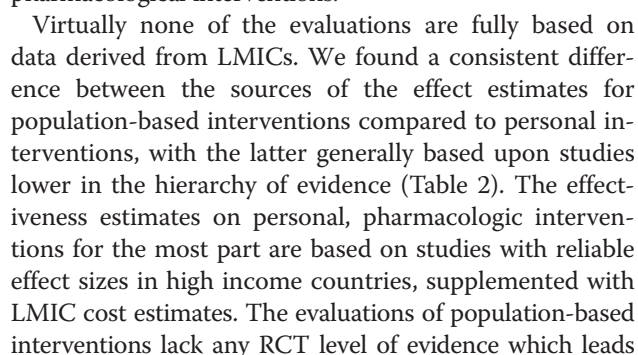 pharmacological interventions.
Virtually none of the evaluations are fully based on
data derived from LMICs. We found a consistent differ-
ence between the sources of the effect estimates for
population-based interventions compared to personal in-
terventions, with the latter generally based upon studies
lower in the hierarchy of evidence (Table 2). The effect-
iveness estimates on personal, pharmacologic interven-
tions for the most part are based on studies with reliable
effect sizes in high income countries, supplemented with
LMIC cost estimates. The evaluations of population-based
interventions lack any RCT level of evidence which leads